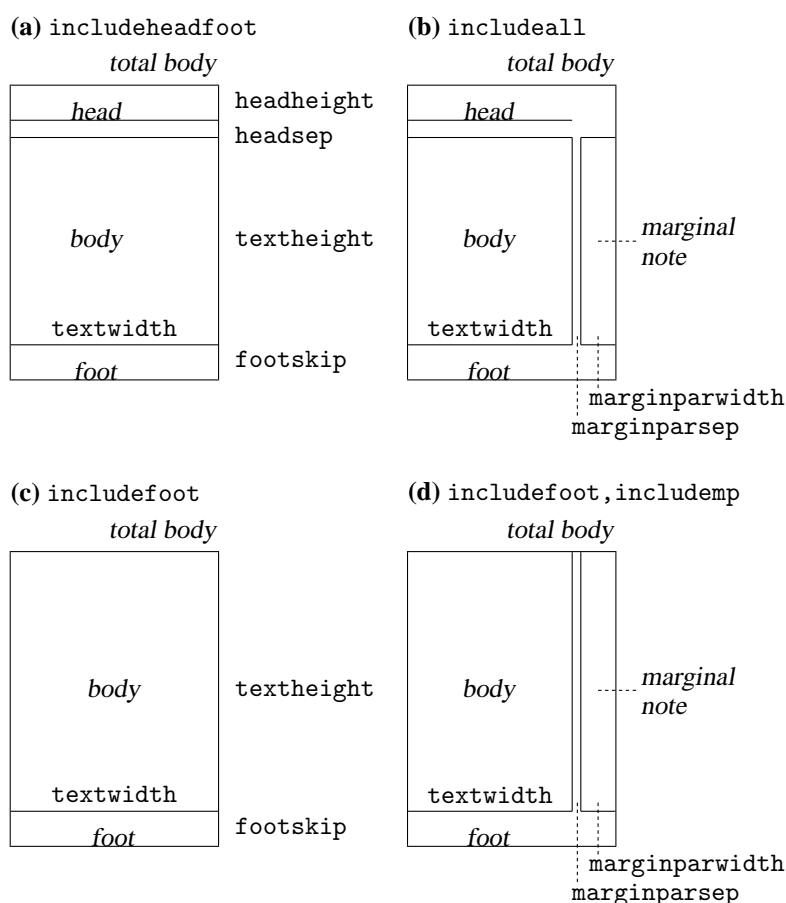 (a) includeheadfoot
total body
head
headheight
headsep
body
textheight
textwidth
foot
footskip
(b) includeall
total body
head
body
marginal
note
textwidth
foot
marginparwidth
marginparsep
(c) includefoot
total body
body
textheight
textwidth
foot
footskip
(d) includefoot,includemp
total body
body
marginal
note
textwidth
foot
marginparwidth
marginparsep